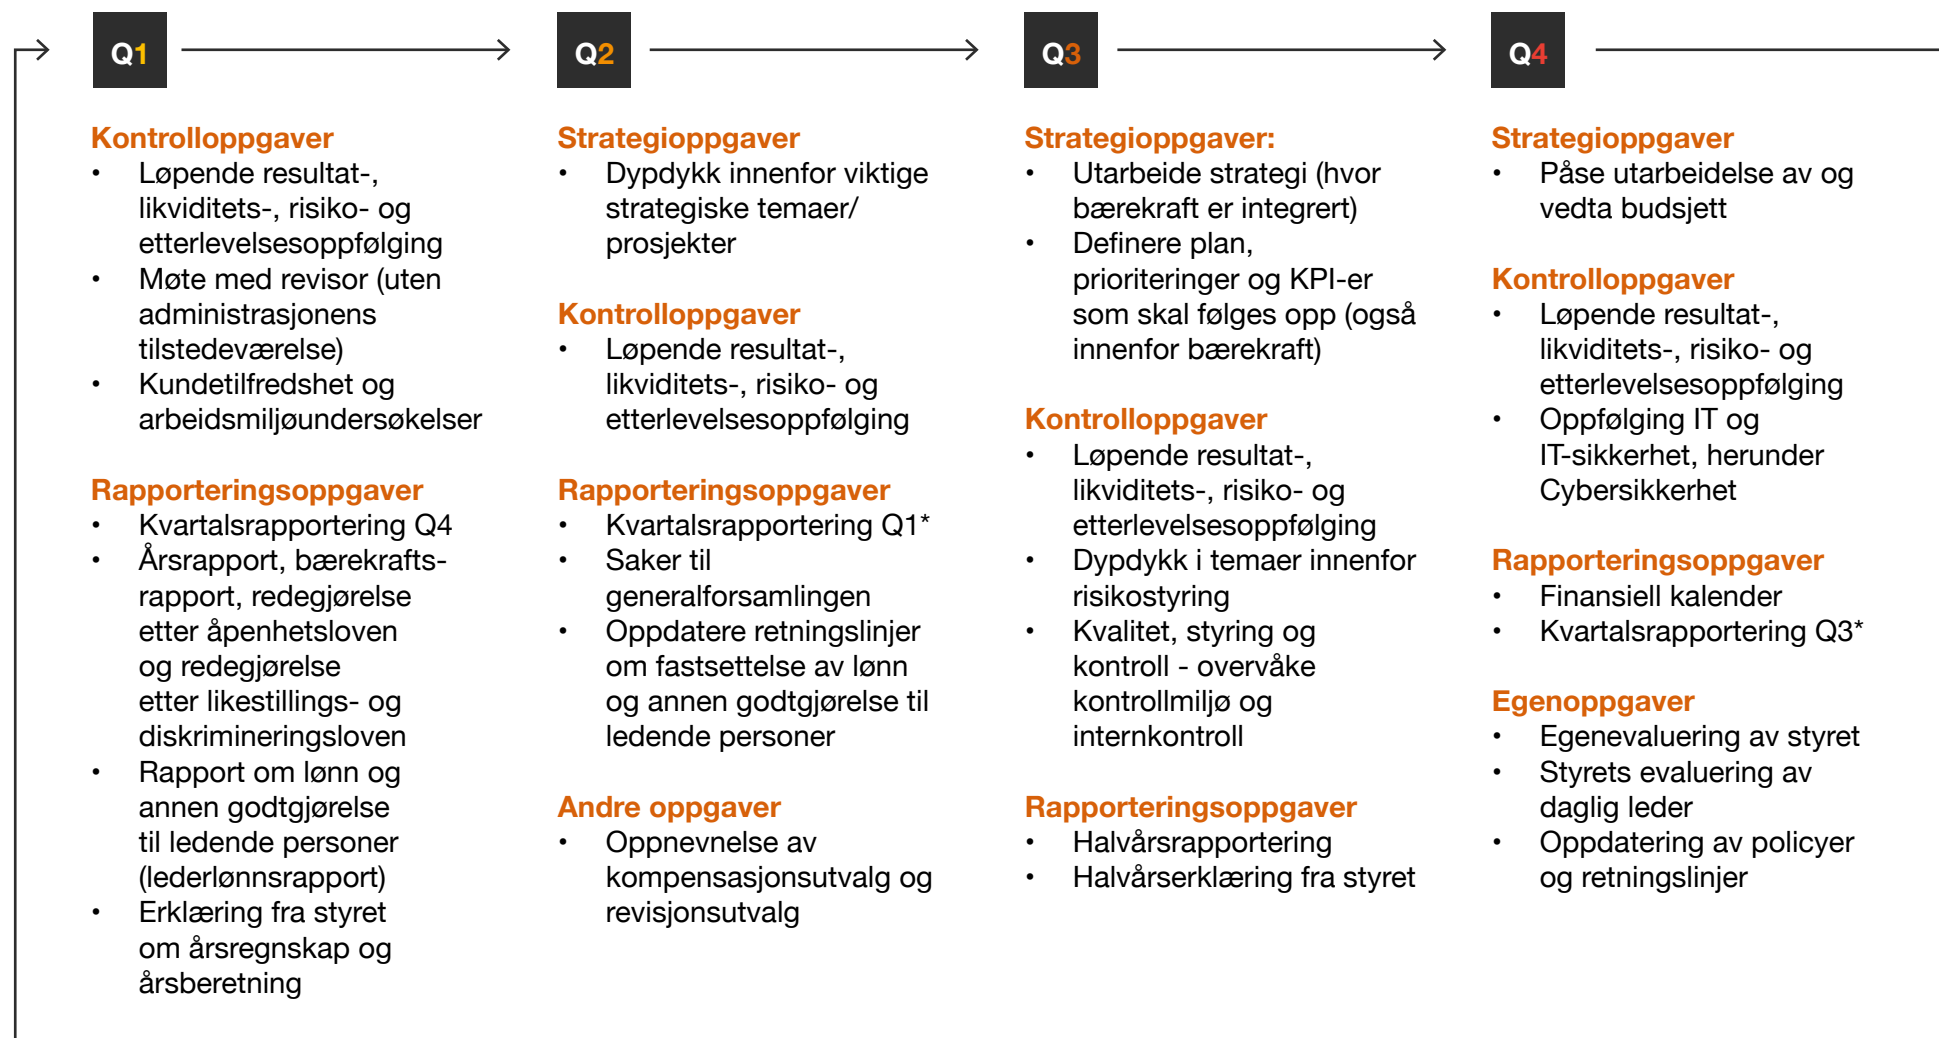 Q1
Kontrolloppgaver
• Løpende resultat-,
likviditets-, risiko- og
etterlevelsesoppfølging
• Møte med revisor (uten
administrasjonens
tilstedeværelse)
• Kundetilfredshet og
arbeidsmiljøundersøkelser
Rapporteringsoppgaver
• Kvartalsrapportering Q4
• Årsrapport, bærekrafts-
rapport, redegjørelse
etter åpenhetsloven
og redegjørelse
etter likestillings- og
diskrimineringsloven
• Rapport om lønn og
annen godtgjørelse
til ledende personer
(lederlønnsrapport)
• Erklæring fra styret
om årsregnskap og
årsberetning
Q2
Strategioppgaver
• Dypdykk innenfor viktige
strategiske temaer/
prosjekter
Kontrolloppgaver
• Løpende resultat-,
likviditets-, risiko- og
etterlevelsesoppfølging
Rapporteringsoppgaver
• Kvartalsrapportering Q1*
• Saker til
generalforsamlingen
• Oppdatere retningslinjer
om fastsettelse av lønn
og annen godtgjørelse til
ledende personer
Andre oppgaver
• Oppnevnelse av
kompensasjonsutvalg og
revisjonsutvalg
Q3
Strategioppgaver:
• Utarbeide strategi (hvor
bærekraft er integrert)
• Definere plan,
prioriteringer og KPI-er
som skal følges opp (også
innenfor bærekraft)
Kontrolloppgaver
• Løpende resultat-,
likviditets-, risiko- og
etterlevelsesoppfølging
• Dypdykk i temaer innenfor
risikostyring
• Kvalitet, styring og
kontroll - overvåke
kontrollmiljø og
internkontroll
Rapporteringsoppgaver
• Halvårsrapportering
• Halvårserklæring fra styret
Q4
Strategioppgaver
• Påse utarbeidelse av og
vedta budsjett
Kontrolloppgaver
• Løpende resultat-,
likviditets-, risiko- og
etterlevelsesoppfølging
• Oppfølging IT og
IT-sikkerhet, herunder
Cybersikkerhet
Rapporteringsoppgaver
• Finansiell kalender
• Kvartalsrapportering Q3*
Egenoppgaver
• Egenevaluering av styret
• Styrets evaluering av
daglig leder
• Oppdatering av policyer
og retningslinjer